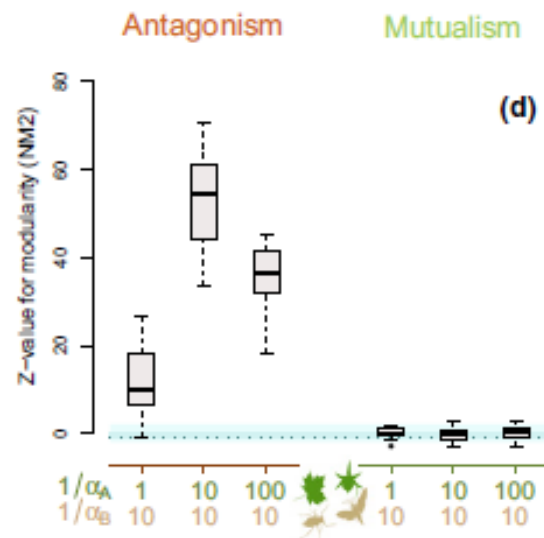 Antagonism Mutualism
(d)
Z-value for modularity (NM2)
80
60
40
20
0
1/αA 1 10 100 1 10 100
1/αB 10 10 10 10 10 10